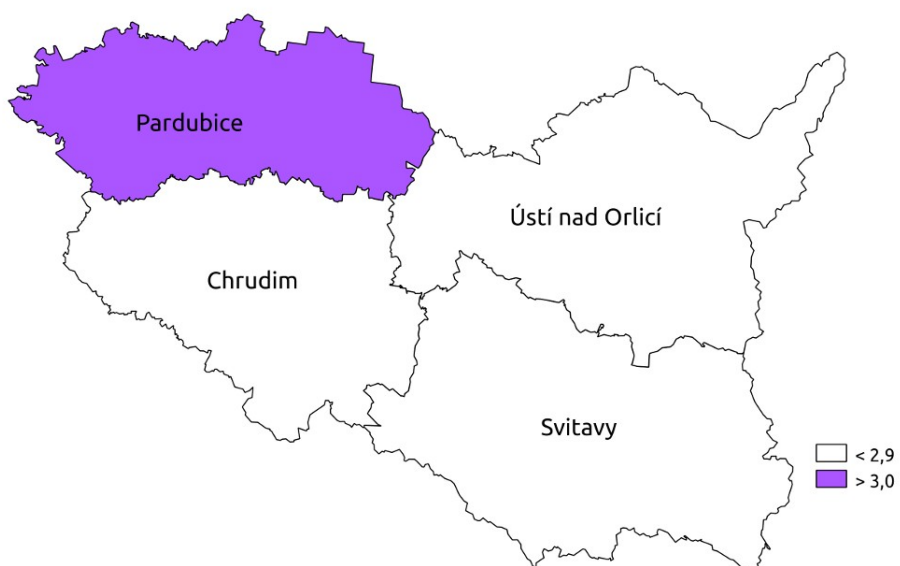 Pardubice
Ústí nad Orlicí
Chrudim
Svitavy
< 2,9
> 3,0